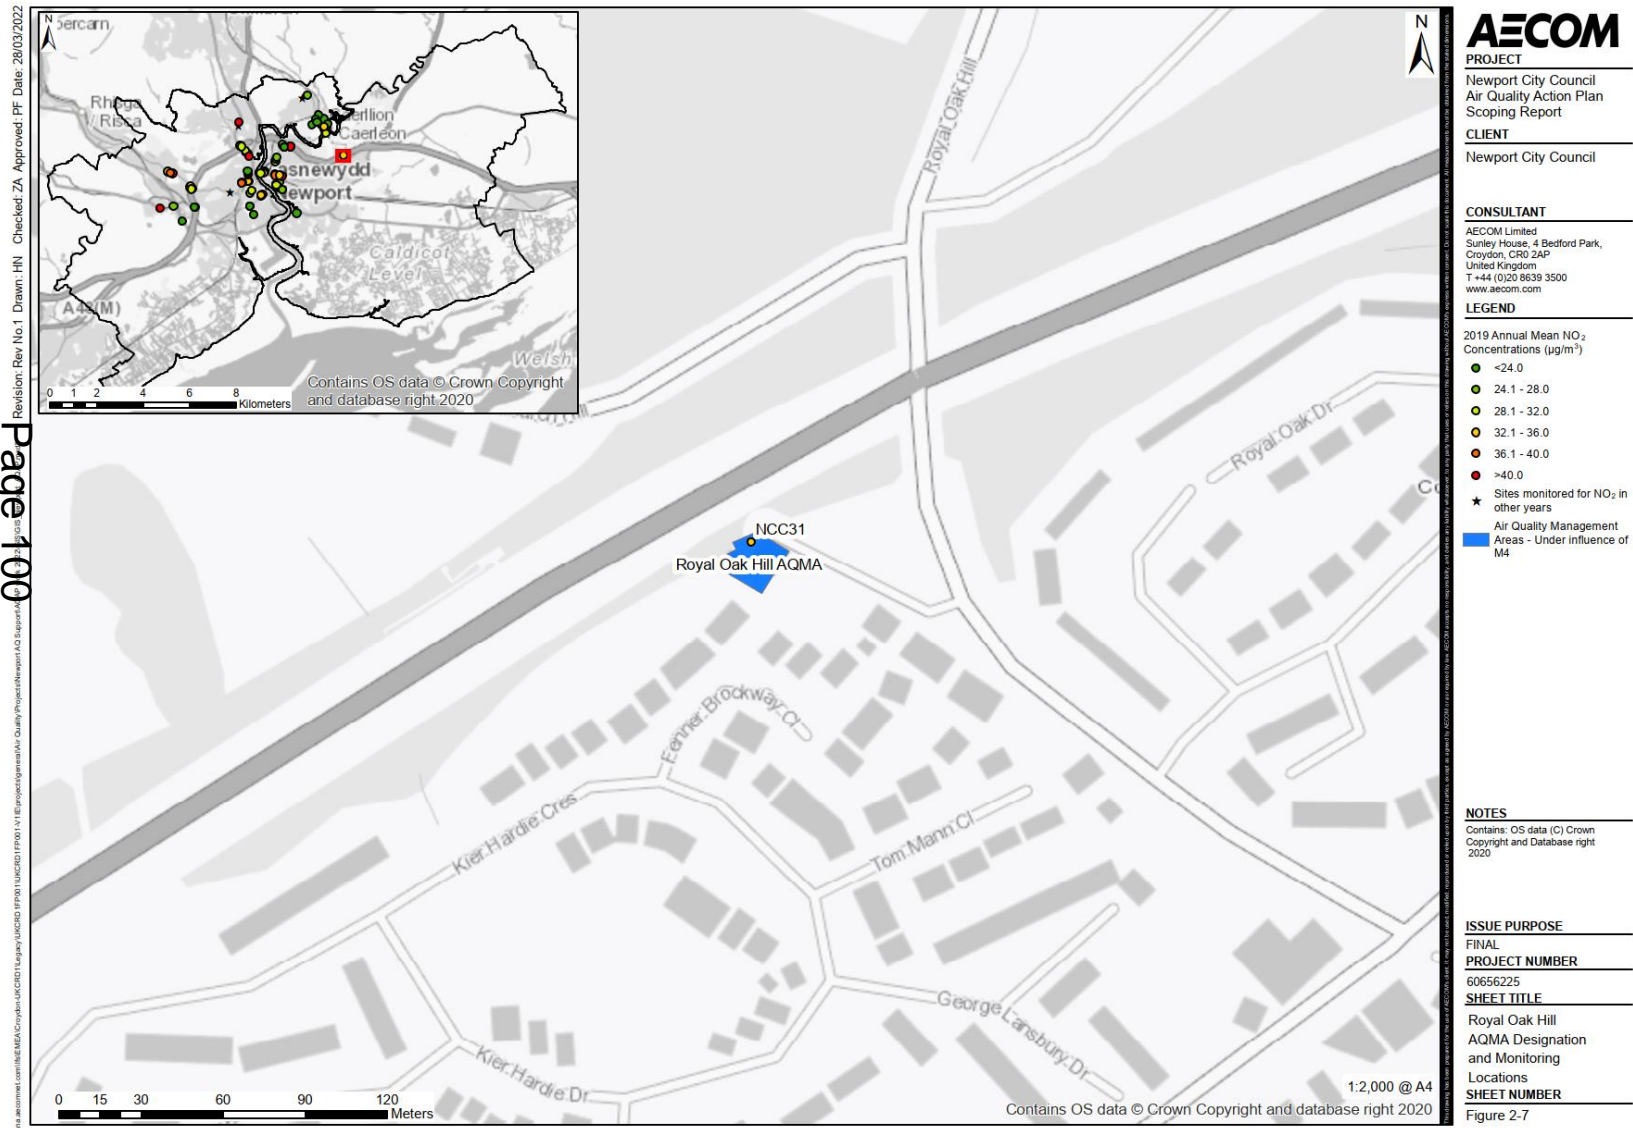 Revision: Rev No:1 Drawn: HN Checked: ZA Approved: PF Date: 28/03/2022
Page 100
N
bercarn
Rhisga
/ Risca
erllion
Caerleon
snewydd
ewport
Caldicot
Level
A48(M)
Welsh
0 1 2 4 6 8
Kilometers
Contains OS data © Crown Copyright
and database right 2020
N
Royal Oak Hill
Royal Oak Dr
NCC31
Royal Oak Hill AQMA
Fenner Brockway Cl
Kier Hardie Cres
Tom Mann Cl
George Lansbury Dr
Kier Hardie Dr
0 15 30 60 90 120
Meters
1:2,000 @ A4
Contains OS data © Crown Copyright and database right 2020
AECOM
PROJECT
Newport City Council
Air Quality Action Plan
Scoping Report
CLIENT
Newport City Council
CONSULTANT
AECOM Limited
Sunley House, 4 Bedford Park,
Croydon, CR0 2AP
United Kingdom
T +44 (0)20 8639 3500
www.aecom.com
LEGEND
2019 Annual Mean NO2
Concentrations (µg/m³)
<24.0
24.1 - 28.0
28.1 - 32.0
32.1 - 36.0
36.1 - 40.0
>40.0
Sites monitored for NO2 in
other years
Air Quality Management
Areas - Under influence of
M4
NOTES
Contains: OS data (C) Crown
Copyright and Database right
2020
ISSUE PURPOSE
FINAL
PROJECT NUMBER
60656225
SHEET TITLE
Royal Oak Hill
AQMA Designation
and Monitoring
Locations
SHEET NUMBER
Figure 2-7